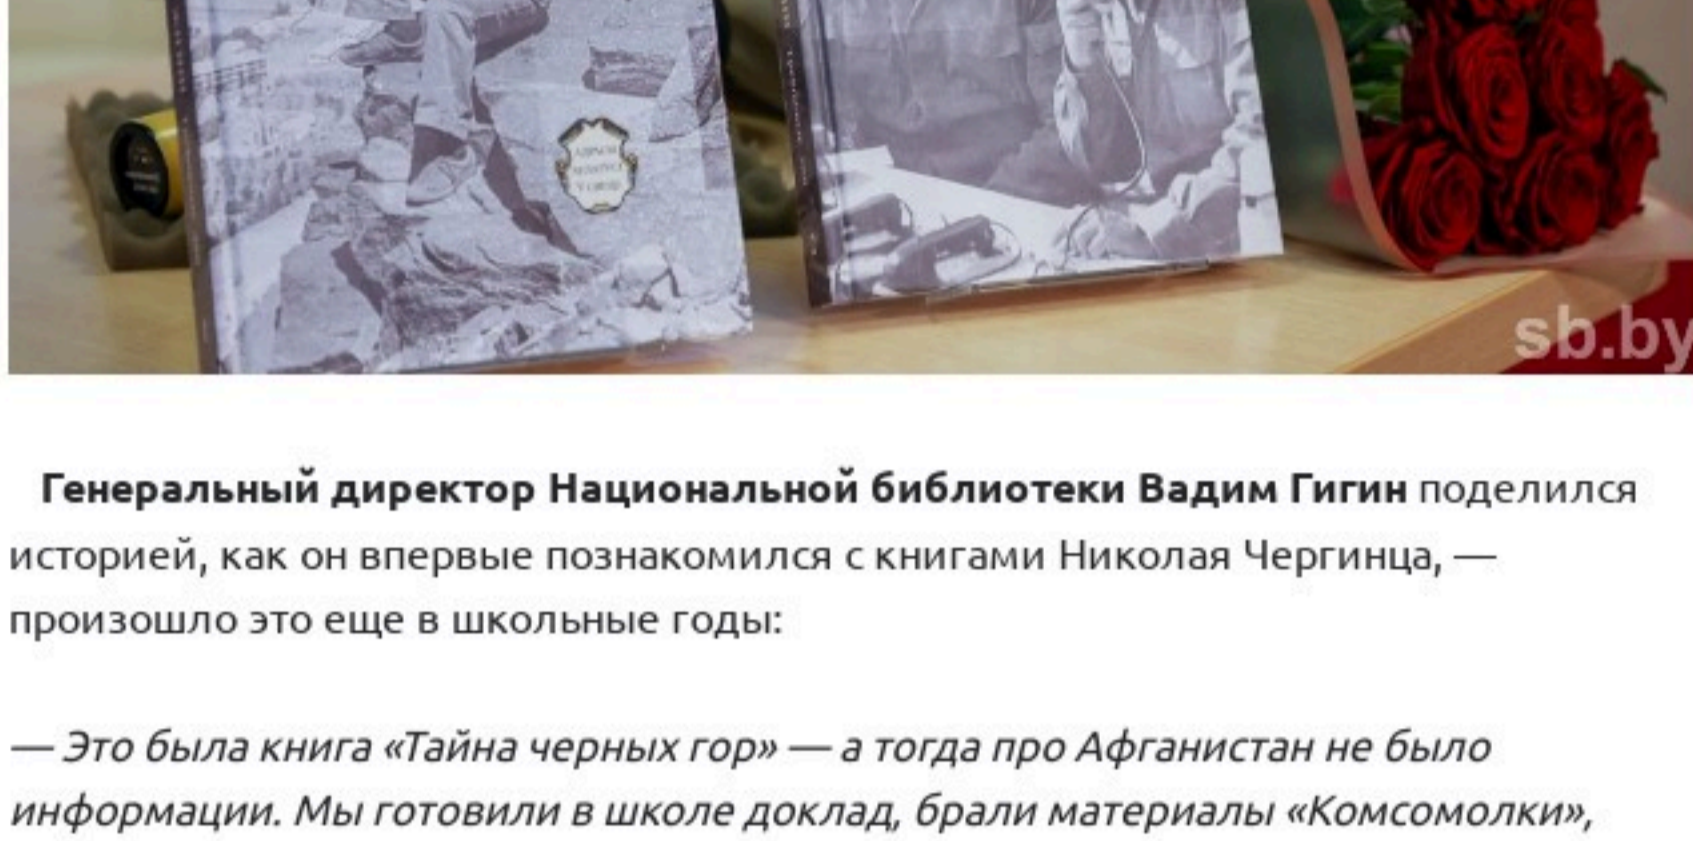 sb.by
Генеральный директор Национальной библиотеки Вадим Гигин поделился
историей, как он впервые познакомился с книгами Николая Чергинца, —
произошло это еще в школьные годы:
— Это была книга «Тайна черных гор» — а тогда про Афганистан не было
информации. Мы готовили в школе доклад, брали материалы «Комсомолки»,